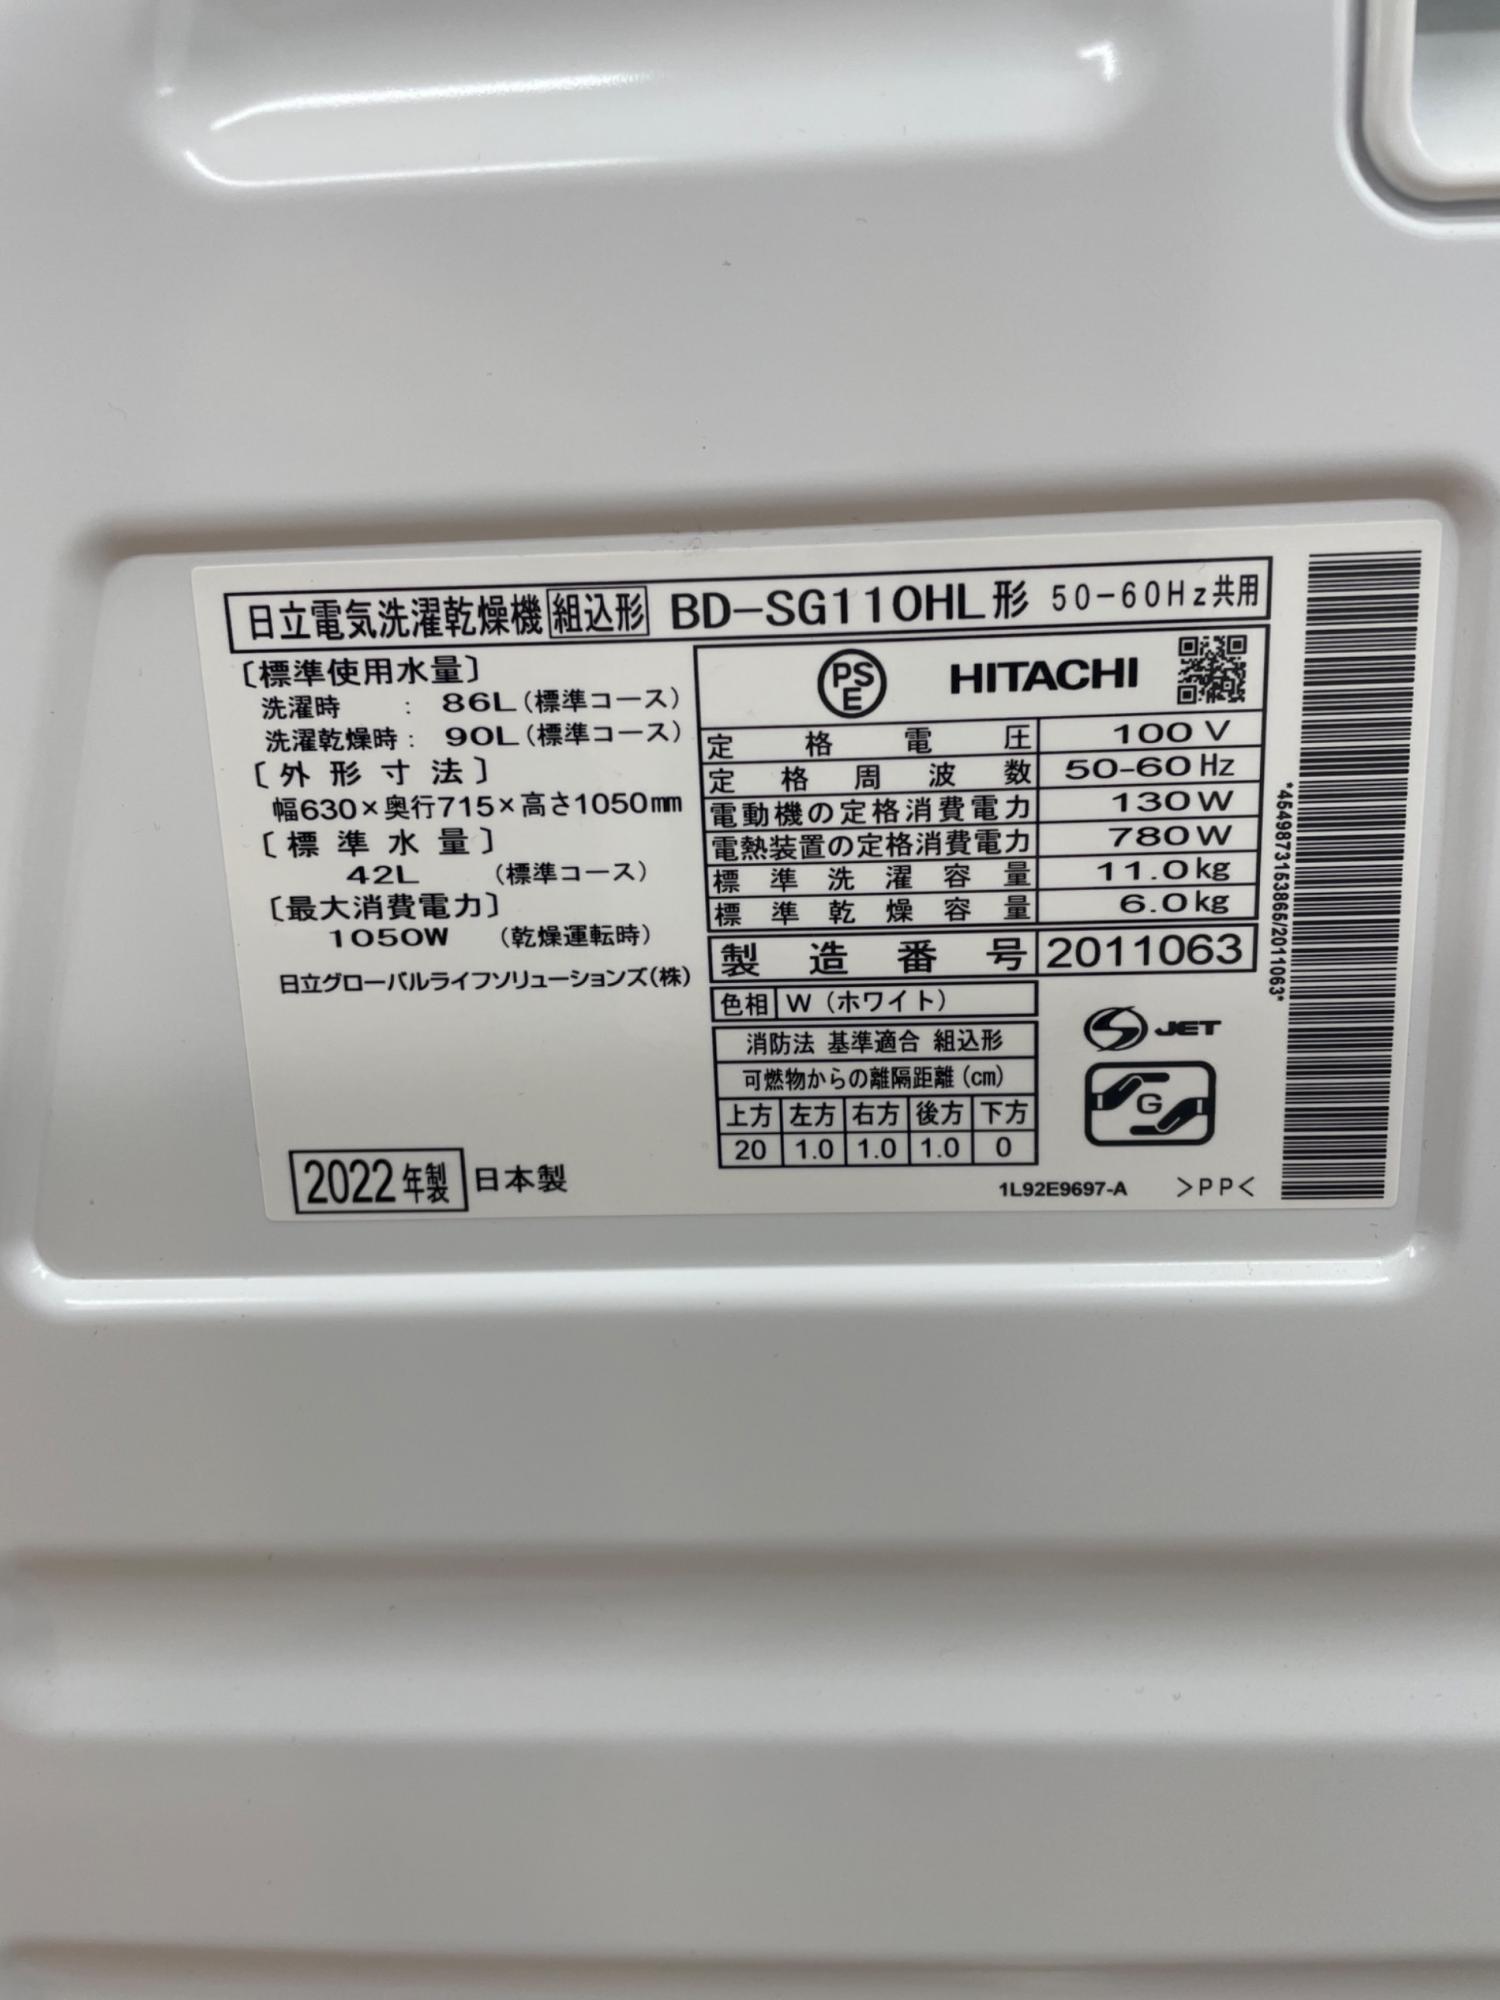 日立電気洗濯乾燥機 組込形 BD-SG110HL形 50-60Hz共用
〔標準使用水量〕
洗濯時 : 86L(標準コース)
洗濯乾燥時: 90L(標準コース)
〔外形寸法〕
幅630×奥行715×高さ1050mm
〔標準水量〕
42L (標準コース)
〔最大消費電力〕
1050W (乾燥運転時)
日立グローバルライフソリューションズ(株)
2022年製 日本製
PS E HITACHI
定格電圧 100V
定格周波数 50-60Hz
電動機の定格消費電力 130W
電熱装置の定格消費電力 780W
標準洗濯容量 11.0kg
標準乾燥容量 6.0kg
製造番号 2011063
色相 W(ホワイト)
消防法 基準適合 組込形
可燃物からの離隔距離(cm)
上方 左方 右方 後方 下方
20 1.0 1.0 1.0 0
S JET
G
1L92E9697-A >PP<
*4549873153865/2011063*